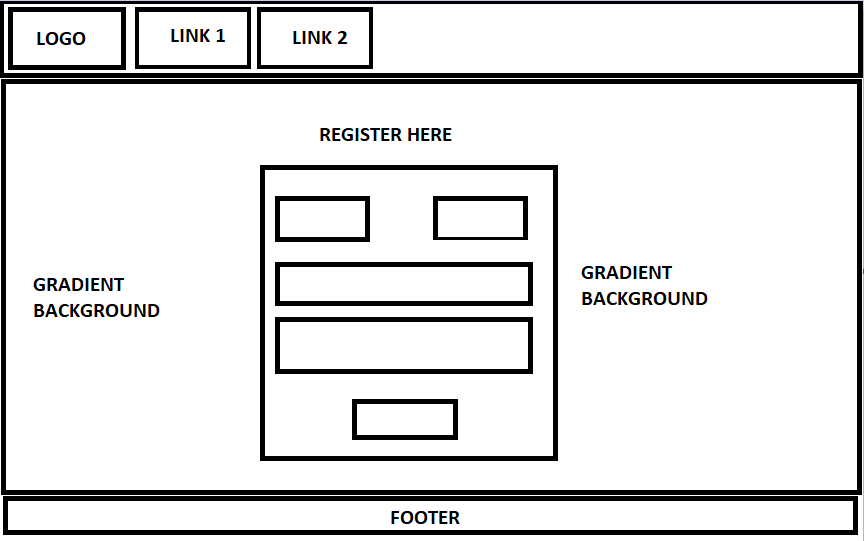 LOGO
LINK 1
LINK 2
REGISTER HERE
GRADIENT
BACKGROUND
GRADIENT
BACKGROUND
FOOTER